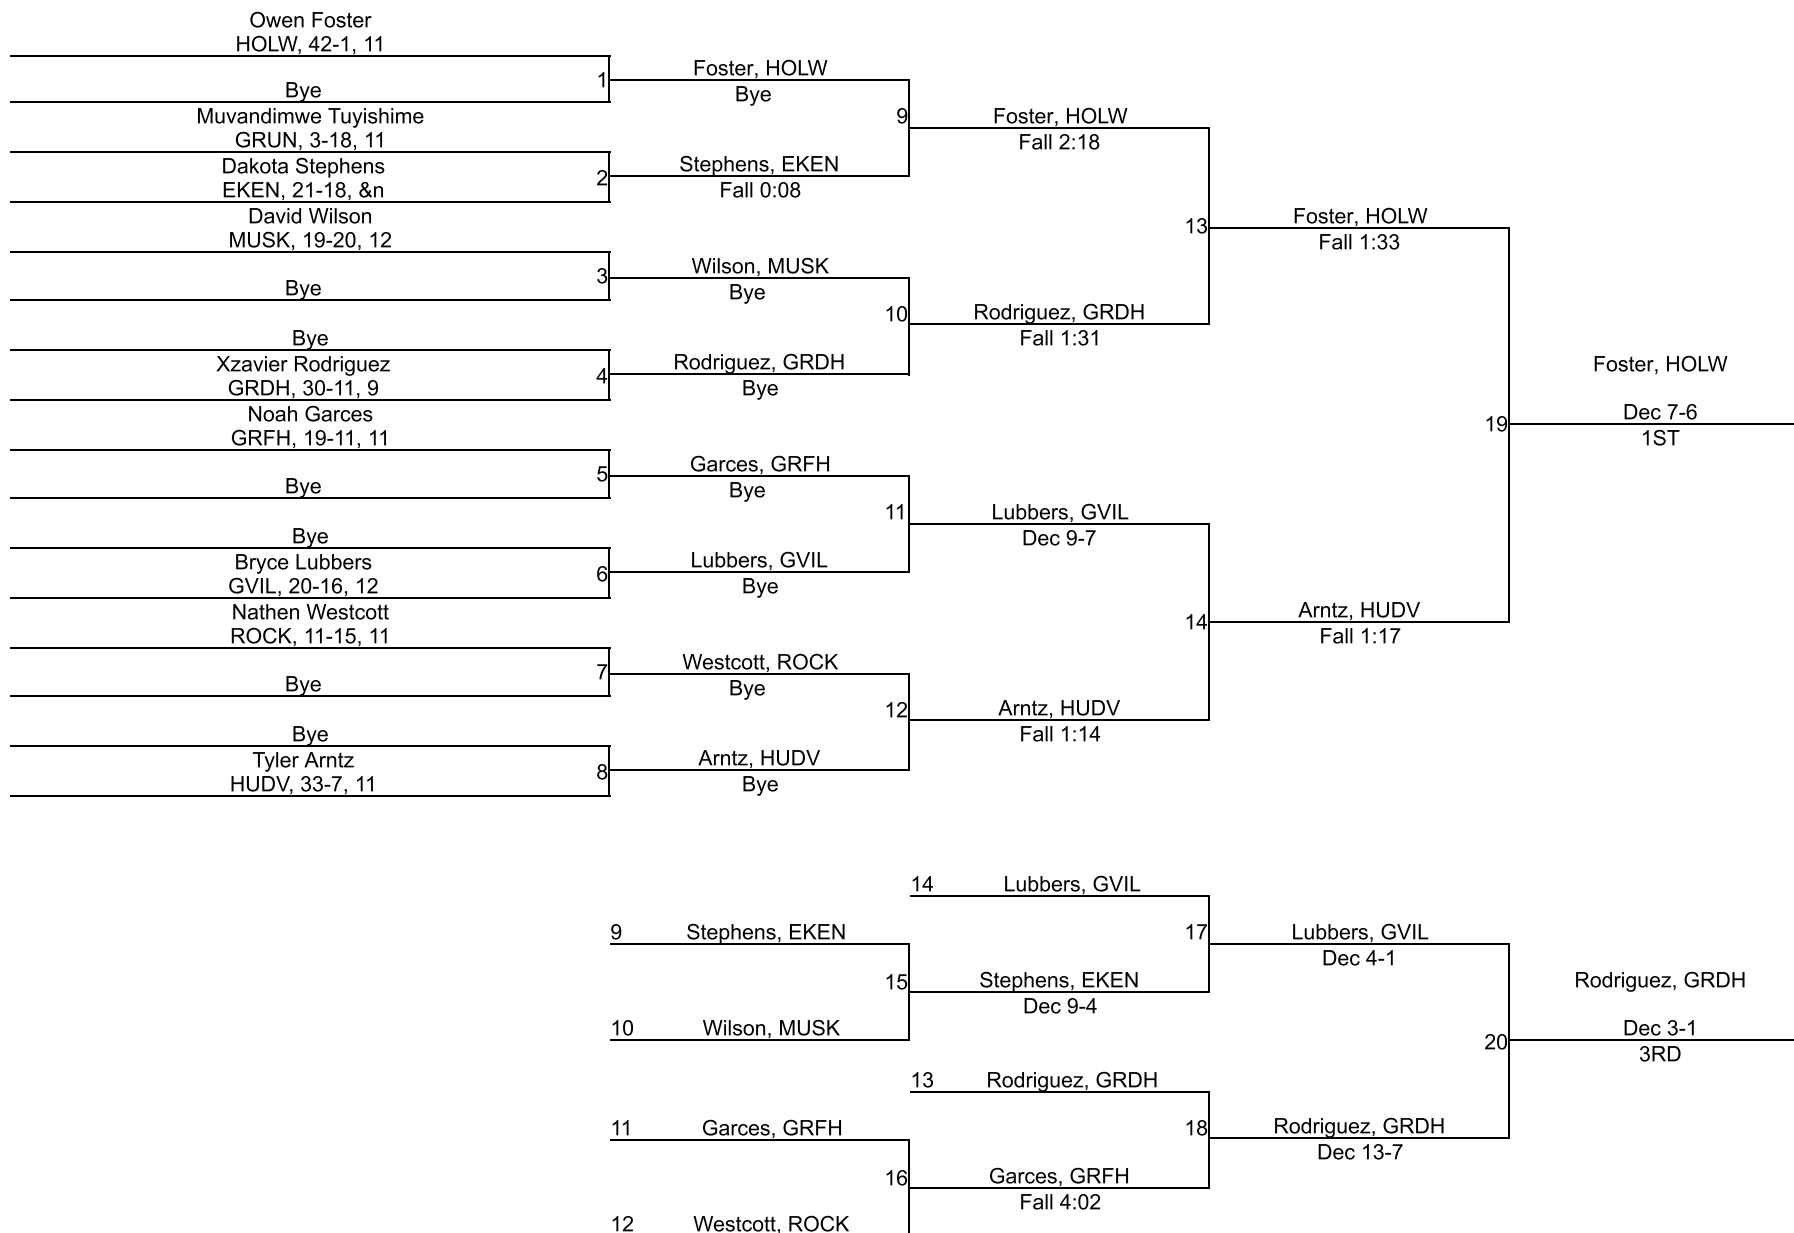 Owen Foster
HOLW, 42-1, 11
Bye
Muvandimwe Tuyishime
GRUN, 3-18, 11
Dakota Stephens
EKEN, 21-18, &n
David Wilson
MUSK, 19-20, 12
Bye
Bye
Xzavier Rodriguez
GRDH, 30-11, 9
Noah Garces
GRFH, 19-11, 11
Bye
Bye
Bryce Lubbers
GVIL, 20-16, 12
Nathen Westcott
ROCK, 11-15, 11
Bye
Bye
Tyler Arntz
HUDV, 33-7, 11
1
2
3
4
5
6
7
8
Foster, HOLW
Bye
Stephens, EKEN
Fall 0:08
Wilson, MUSK
Bye
Rodriguez, GRDH
Bye
Garces, GRFH
Bye
Lubbers, GVIL
Bye
Westcott, ROCK
Bye
Arntz, HUDV
Bye
9
10
11
12
Foster, HOLW
Fall 2:18
Rodriguez, GRDH
Fall 1:31
Lubbers, GVIL
Dec 9-7
Arntz, HUDV
Fall 1:14
13
14
Foster, HOLW
Fall 1:33
Arntz, HUDV
Fall 1:17
19
Foster, HOLW
Dec 7-6
1ST
9 Stephens, EKEN
10 Wilson, MUSK
11 Garces, GRFH
12 Westcott, ROCK
15
16
14 Lubbers, GVIL
Stephens, EKEN
Dec 9-4
13 Rodriguez, GRDH
Garces, GRFH
Fall 4:02
17
18
Lubbers, GVIL
Dec 4-1
Rodriguez, GRDH
Dec 13-7
20
Rodriguez, GRDH
Dec 3-1
3RD